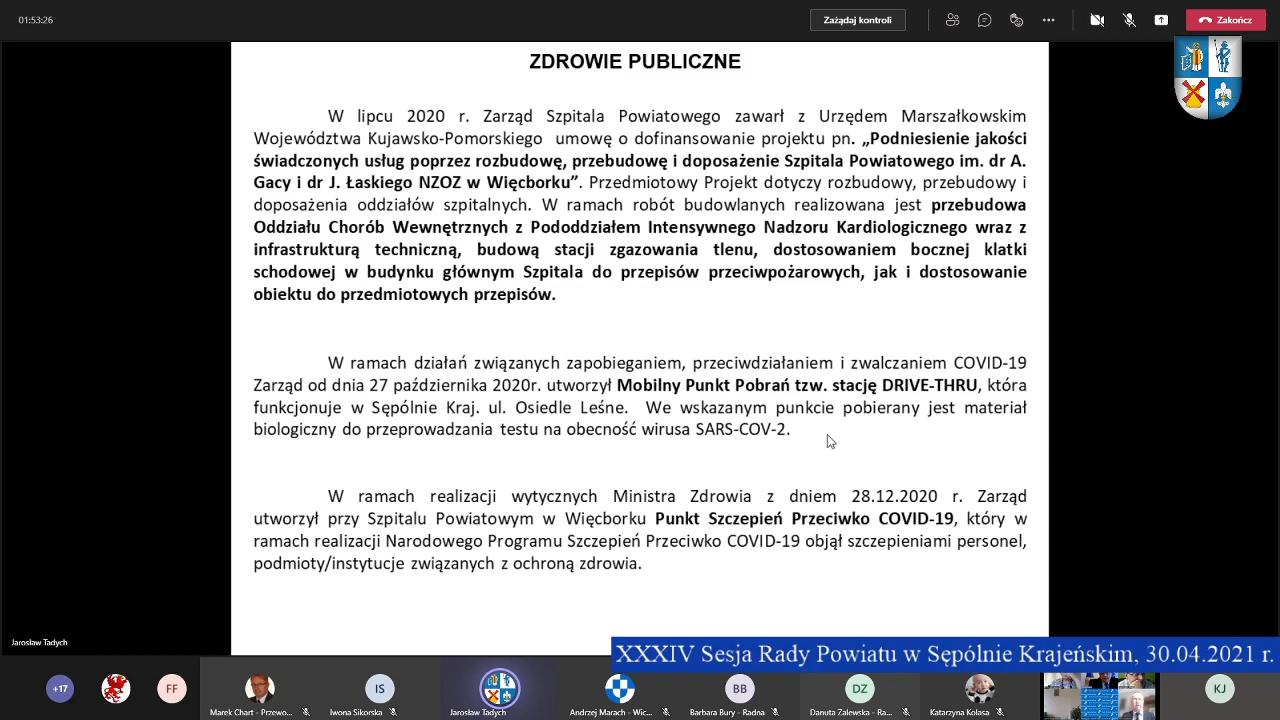 01:53:26
Zażądaj kontroli
Zakończ
ZDROWIE PUBLICZNE
W lipcu 2020 r. Zarząd Szpitala Powiatowego zawarł z Urzędem Marszałkowskim
Województwa Kujawsko-Pomorskiego umowę o dofinansowanie projektu pn. „Podniesienie jakości
świadczonych usług poprzez rozbudowę, przebudowę i doposażenie Szpitala Powiatowego im. dr A.
Gacy i dr J. Łaskiego NZOZ w Więcborku”. Przedmiotowy Projekt dotyczy rozbudowy, przebudowy i
doposażenia oddziałów szpitalnych. W ramach robót budowlanych realizowana jest przebudowa
Oddziału Chorób Wewnętrznych z Pododdziałem Intensywnego Nadzoru Kardiologicznego wraz z
infrastrukturą techniczną, budową stacji zgazowania tlenu, dostosowaniem bocznej klatki
schodowej w budynku głównym Szpitala do przepisów przeciwpożarowych, jak i dostosowanie
obiektu do przedmiotowych przepisów.
W ramach działań związanych zapobieganiem, przeciwdziałaniem i zwalczaniem COVID-19
Zarząd od dnia 27 października 2020r. utworzył Mobilny Punkt Pobrań tzw. stację DRIVE-THRU, która
funkcjonuje w Sępólnie Kraj. ul. Osiedle Leśne. We wskazanym punkcie pobierany jest materiał
biologiczny do przeprowadzania testu na obecność wirusa SARS-COV-2.
W ramach realizacji wytycznych Ministra Zdrowia z dniem 28.12.2020 r. Zarząd
utworzył przy Szpitalu Powiatowym w Więcborku Punkt Szczepień Przeciwko COVID-19, który w
ramach realizacji Narodowego Programu Szczepień Przeciwko COVID-19 objął szczepieniami personel,
podmioty/instytucje związanych z ochroną zdrowia.
Jarosław Tadych
XXXIV Sesja Rady Powiatu w Sępólnie Krajeńskim, 30.04.2021 r.
+17
FF
IS
BB
DZ
KJ
Marek Chart - Przewo...
Iwona Sikorska
Jarosław Tadych
Andrzej Marach - Wic...
Barbara Bury - Radna
Danuta Zalewska - Ra...
Katarzyna Kolasa